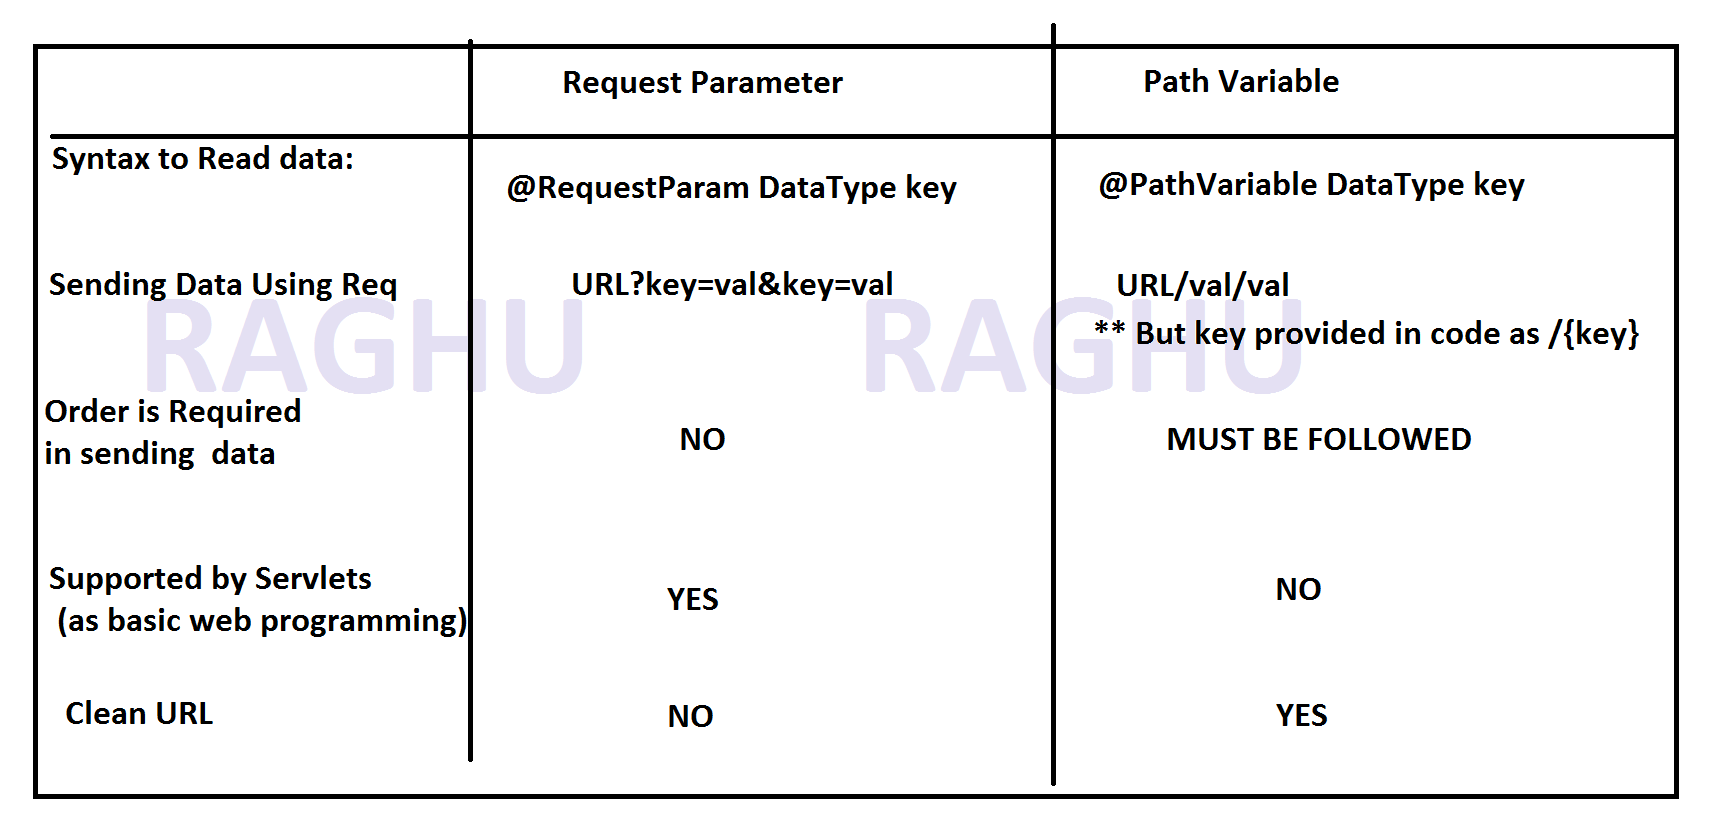 Request Parameter
Path Variable
Syntax to Read data:
@RequestParam DataType key
@PathVariable DataType key
Sending Data Using Req
URL?key=val&key=val
URL/val/val
** But key provided in code as /{key}
RAGHU
RAGHU
Order is Required
in sending  data
NO
MUST BE FOLLOWED
Supported by Servlets
(as basic web programming)
YES
NO
Clean URL
NO
YES